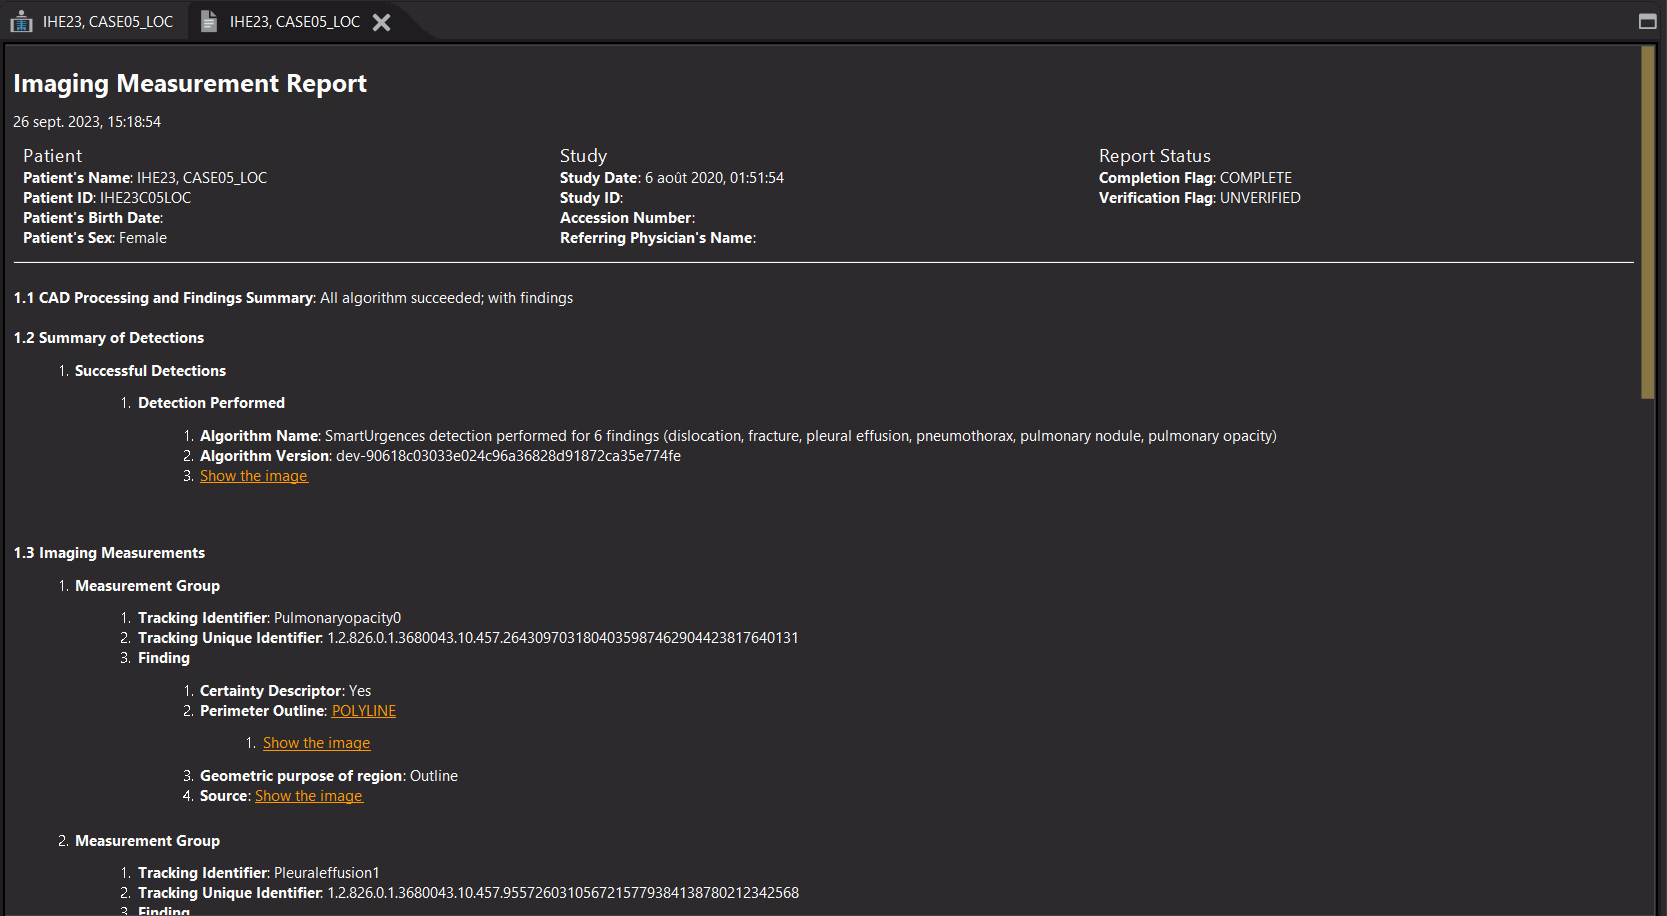 IHE23, CASE05_LOC
IHE23, CASE05_LOC
Imaging Measurement Report
26 sept. 2023, 15:18:54
Patient
Patient's Name: IHE23, CASE05_LOC
Patient ID: IHE23C05LOC
Patient's Birth Date:
Patient's Sex: Female
Study
Study Date: 6 août 2020, 01:51:54
Study ID:
Accession Number:
Referring Physician's Name:
Report Status
Completion Flag: COMPLETE
Verification Flag: UNVERIFIED
1.1 CAD Processing and Findings Summary: All algorithm succeeded; with findings
1.2 Summary of Detections
1. Successful Detections
1. Detection Performed
1. Algorithm Name: SmartUrgences detection performed for 6 findings (dislocation, fracture, pleural effusion, pneumothorax, pulmonary nodule, pulmonary opacity)
2. Algorithm Version: dev-90618c03033e024c96a36828d91872ca35e774fe
3. Show the image
1.3 Imaging Measurements
1. Measurement Group
1. Tracking Identifier: Pulmonaryopacity0
2. Tracking Unique Identifier: 1.2.826.0.1.3680043.10.457.264309703180403598746290442381764​0131
3. Finding
1. Certainty Descriptor: Yes
2. Perimeter Outline: POLYLINE
1. Show the image
3. Geometric purpose of region: Outline
4. Source: Show the image
2. Measurement Group
1. Tracking Identifier: Pleuraleffusion1
2. Tracking Unique Identifier: 1.2.826.0.1.3680043.10.457.95572603105672157793841387802​12342568
3. Finding